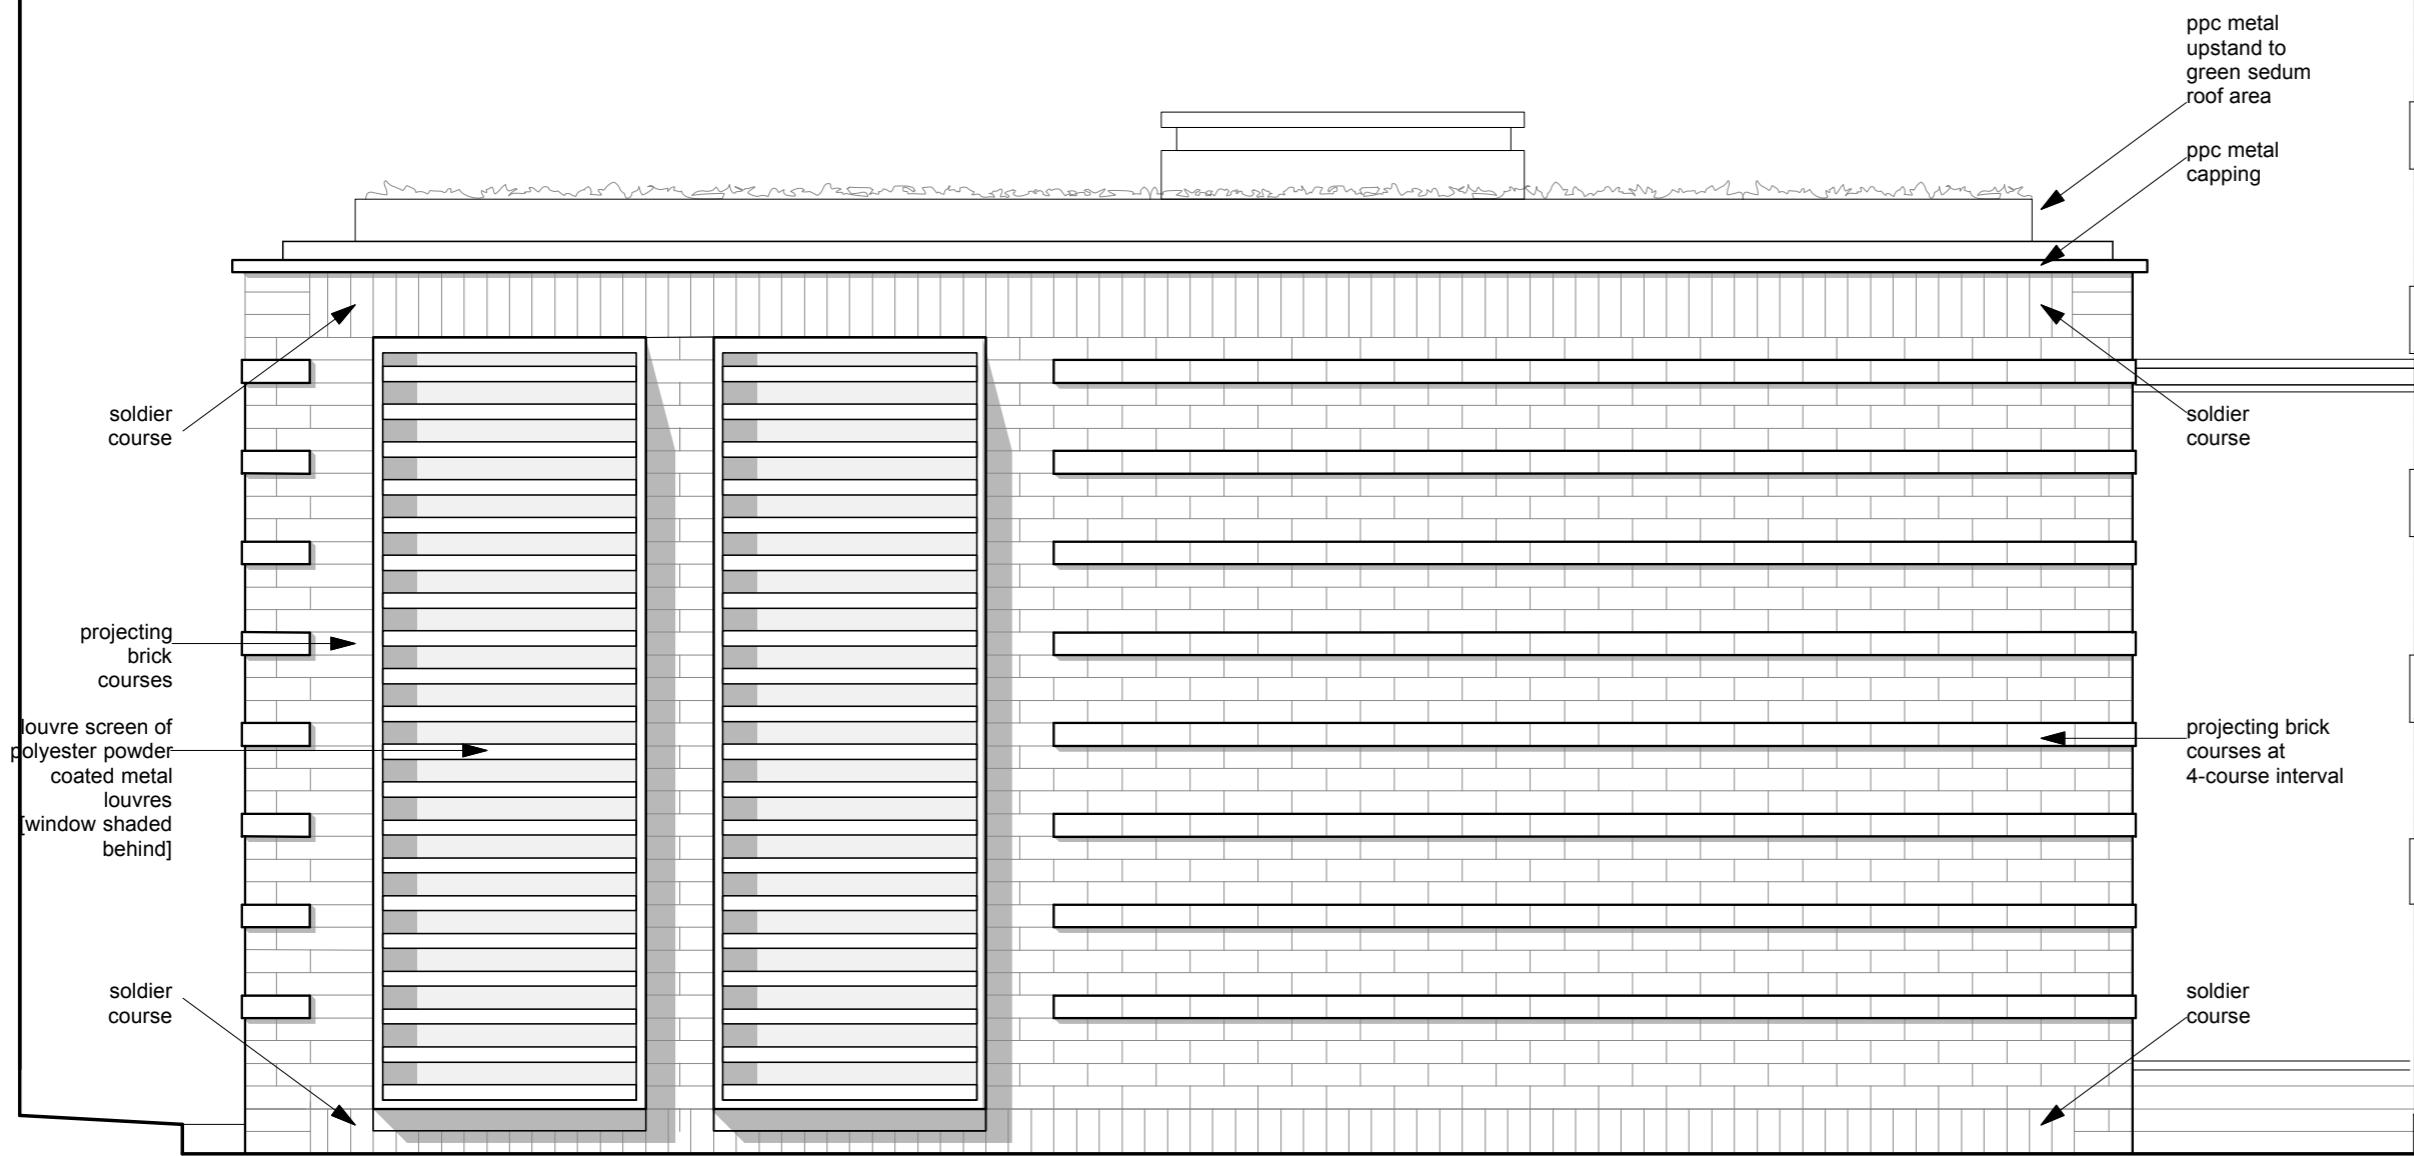 ppc metal
upstand to
green sedum
roof area
ppc metal
capping
soldier
course
soldier
course
projecting
brick
courses
louvre screen of
polyester powder
coated metal
louvres
[window shaded
behind]
projecting brick
courses at
4-course interval
soldier
course
soldier
course